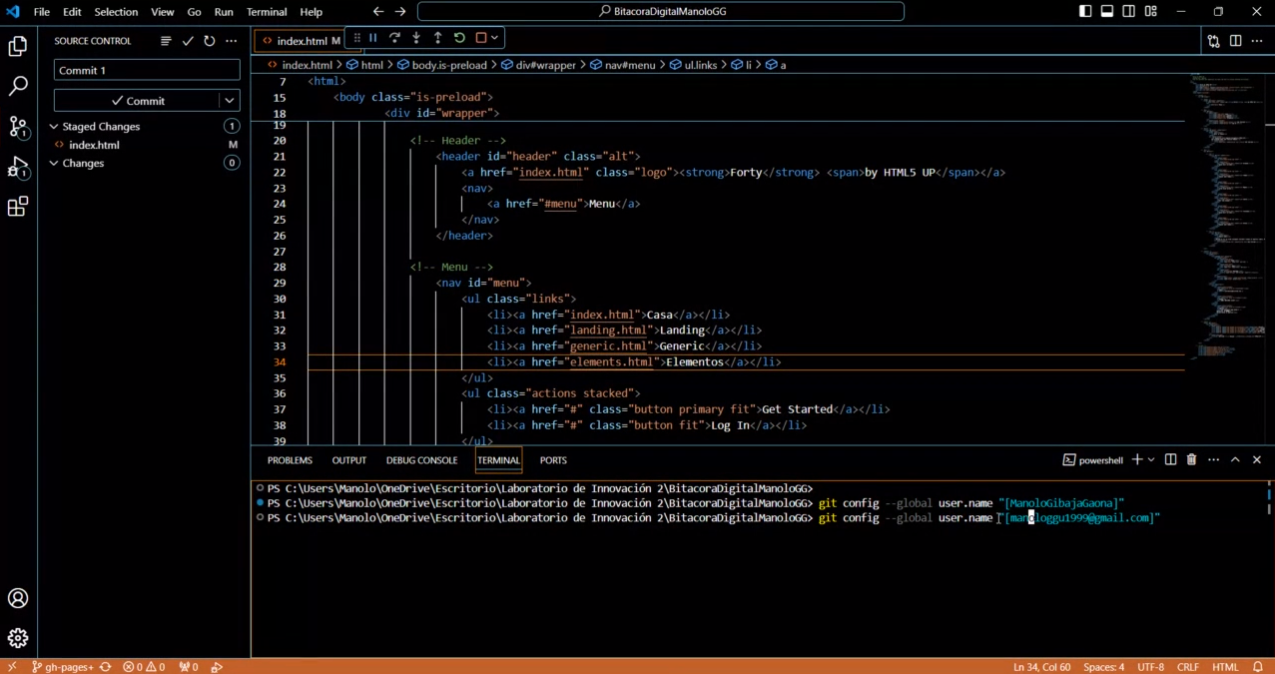 File Edit Selection View Go Run Terminal Help
BitacoraDigitalManoloGG
SOURCE CONTROL
Commit 1
Commit
Staged Changes 1
index.html M
Changes 0
index.html M
index.html > html > body.is-preload > div#wrapper > nav#menu > ul.links > li > a
7 <html>
15 <body class="is-preload">
18 <div id="wrapper">
19
20 <!-- Header -->
21 <header id="header" class="alt">
22 <a href="index.html" class="logo"><strong>Forty</strong> <span>by HTML5 UP</span></a>
23 <nav>
24 <a href="#menu">Menu</a>
25 </nav>
26 </header>
27
28 <!-- Menu -->
29 <nav id="menu">
30 <ul class="links">
31 <li><a href="index.html">Casa</a></li>
32 <li><a href="landing.html">Landing</a></li>
33 <li><a href="generic.html">Generic</a></li>
34 <li><a href="elements.html">Elementos</a></li>
35 </ul>
36 <ul class="actions stacked">
37 <li><a href="#" class="button primary fit">Get Started</a></li>
38 <li><a href="#" class="button fit">Log In</a></li>
39 </ul>
PROBLEMS OUTPUT DEBUG CONSOLE TERMINAL PORTS
powershell
PS C:\Users\Manolo\OneDrive\Escritorio\Laboratorio de Innovación 2\BitacoraDigitalManoloGG>
PS C:\Users\Manolo\OneDrive\Escritorio\Laboratorio de Innovación 2\BitacoraDigitalManoloGG> git config --global user.name "[ManoloGibajaGaona]"
PS C:\Users\Manolo\OneDrive\Escritorio\Laboratorio de Innovación 2\BitacoraDigitalManoloGG> git config --global user.name "[manologgu1999@gmail.com]"
gh-pages+ 0 0 0 Ln 34, Col 60 Spaces: 4 UTF-8 CRLF HTML